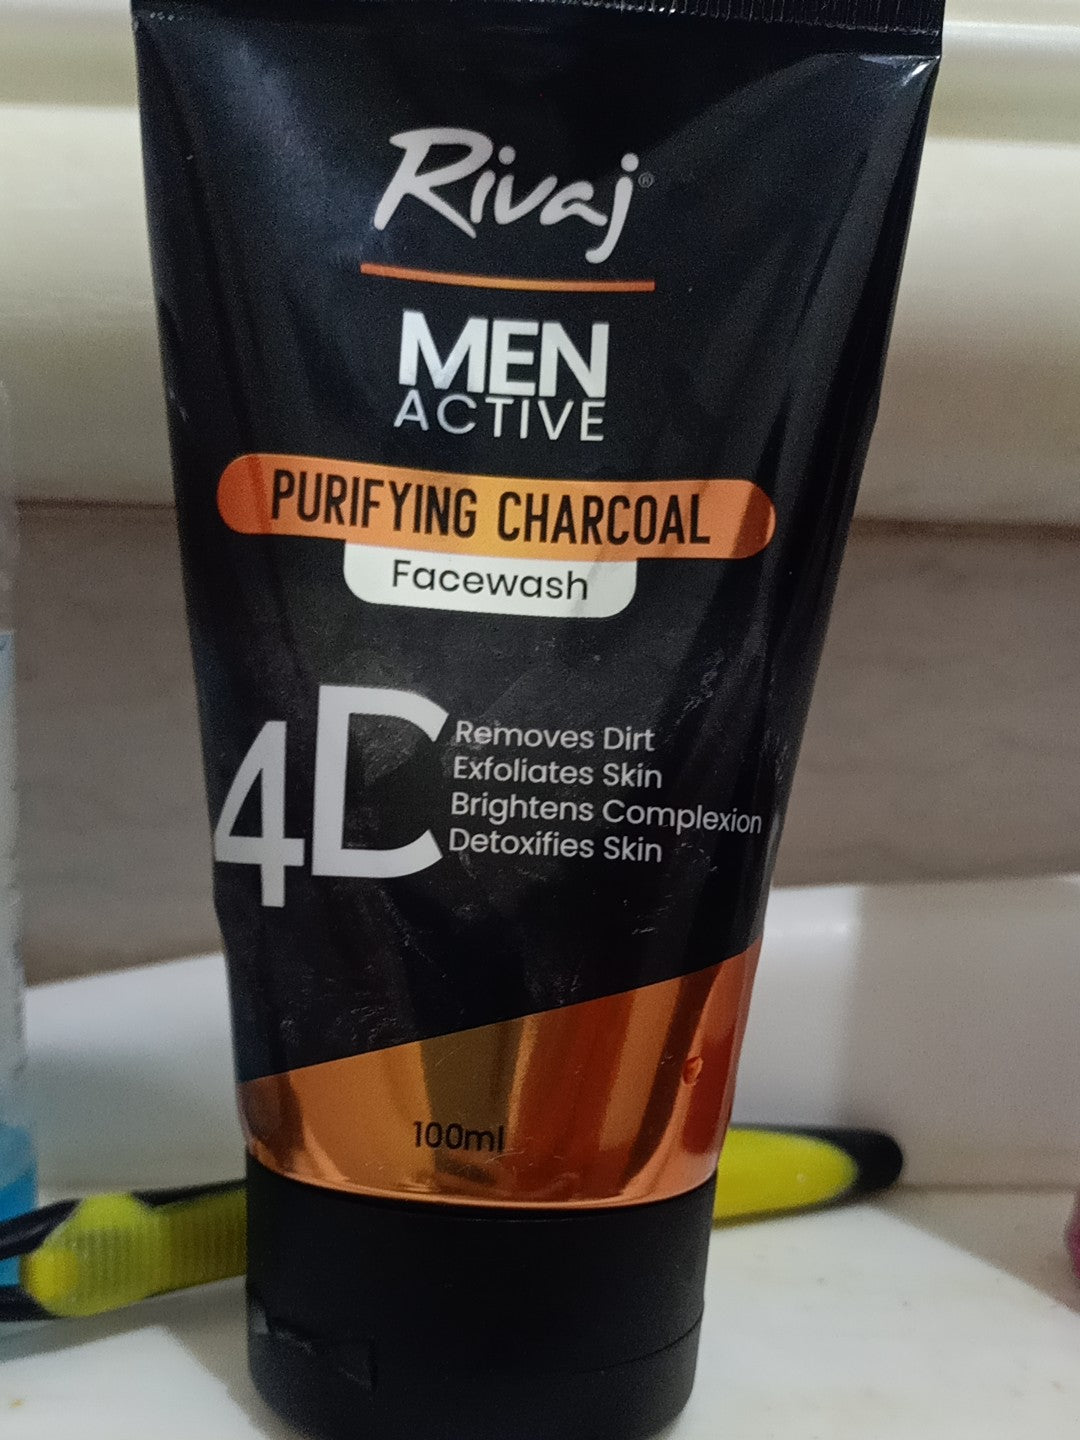 Rivaj®
MEN
ACTIVE
PURIFYING CHARCOAL
Facewash
4D
Removes Dirt
Exfoliates Skin
Brightens Complexion
Detoxifies Skin
100ml